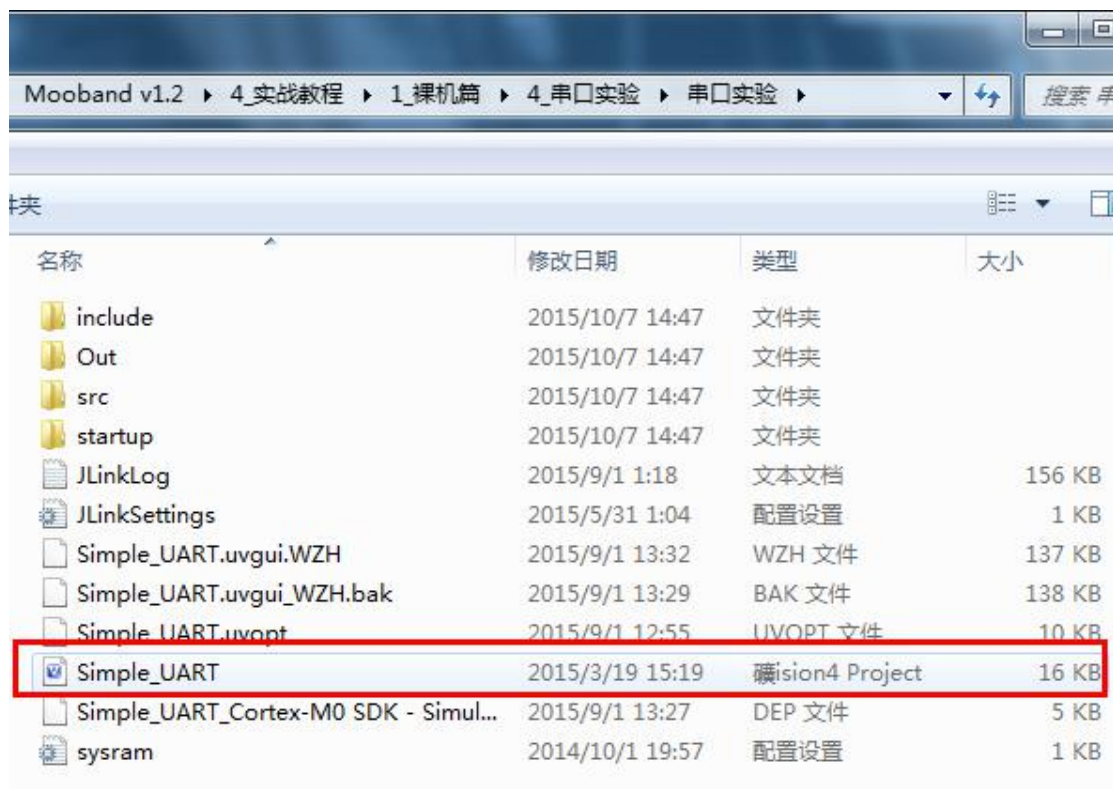 Mooband v1.2 ▸ 4_实战教程 ▸ 1_裸机篇 ▸ 4_串口实验 ▸ 串口实验 ▸ 搜索 串
件夹
名称 修改日期 类型 大小
include 2015/10/7 14:47 文件夹
Out 2015/10/7 14:47 文件夹
src 2015/10/7 14:47 文件夹
startup 2015/10/7 14:47 文件夹
JLinkLog 2015/9/1 1:18 文本文档 156 KB
JLinkSettings 2015/5/31 1:04 配置设置 1 KB
Simple_UART.uvgui.WZH 2015/9/1 13:32 WZH 文件 137 KB
Simple_UART.uvgui_WZH.bak 2015/9/1 13:29 BAK 文件 138 KB
Simple_UART.uvopt 2015/9/1 12:55 UVOPT 文件 10 KB
Simple_UART 2015/3/19 15:19 礦ision4 Project 16 KB
Simple_UART_Cortex-M0 SDK - Simul... 2015/9/1 13:27 DEP 文件 5 KB
sysram 2014/10/1 19:57 配置设置 1 KB